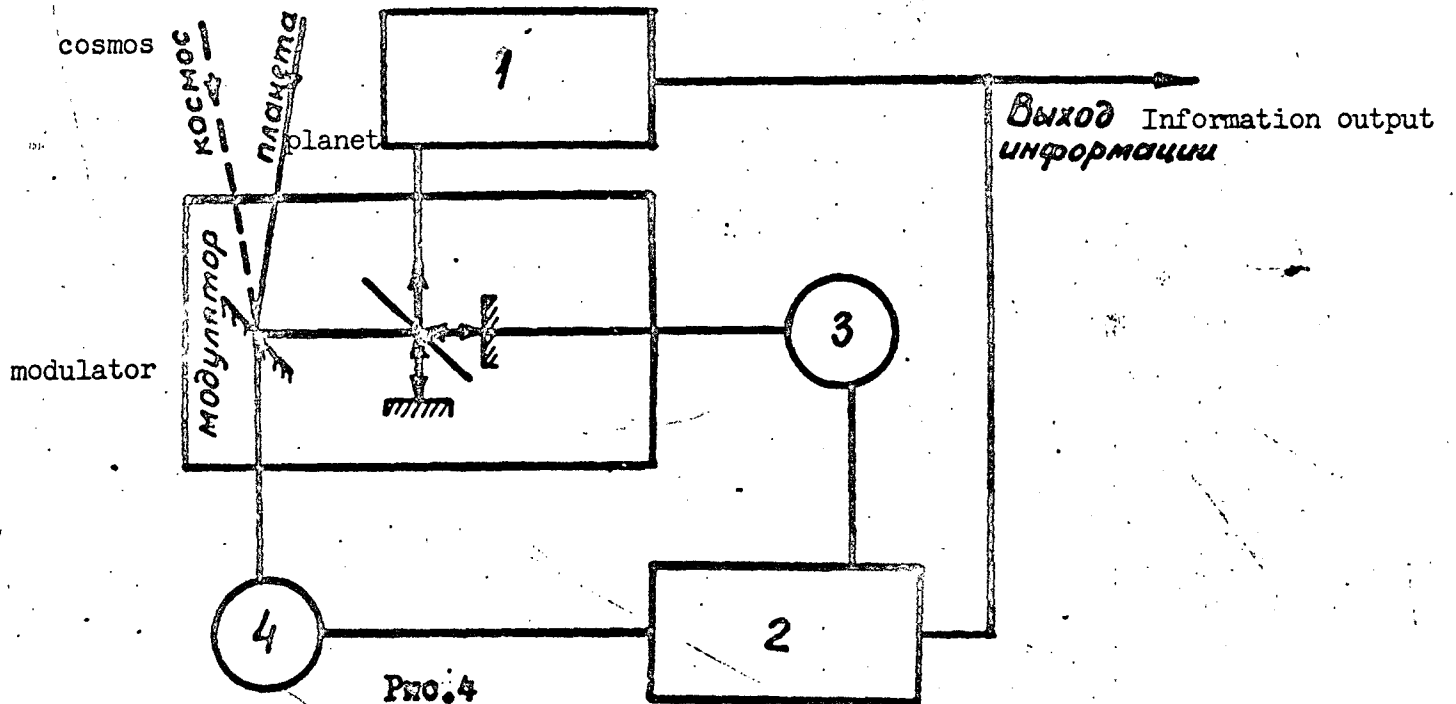 cosmos
космос
планета
planet
1
Выход Information output
информации
модулятор
modulator
3
4
2
Рис.4